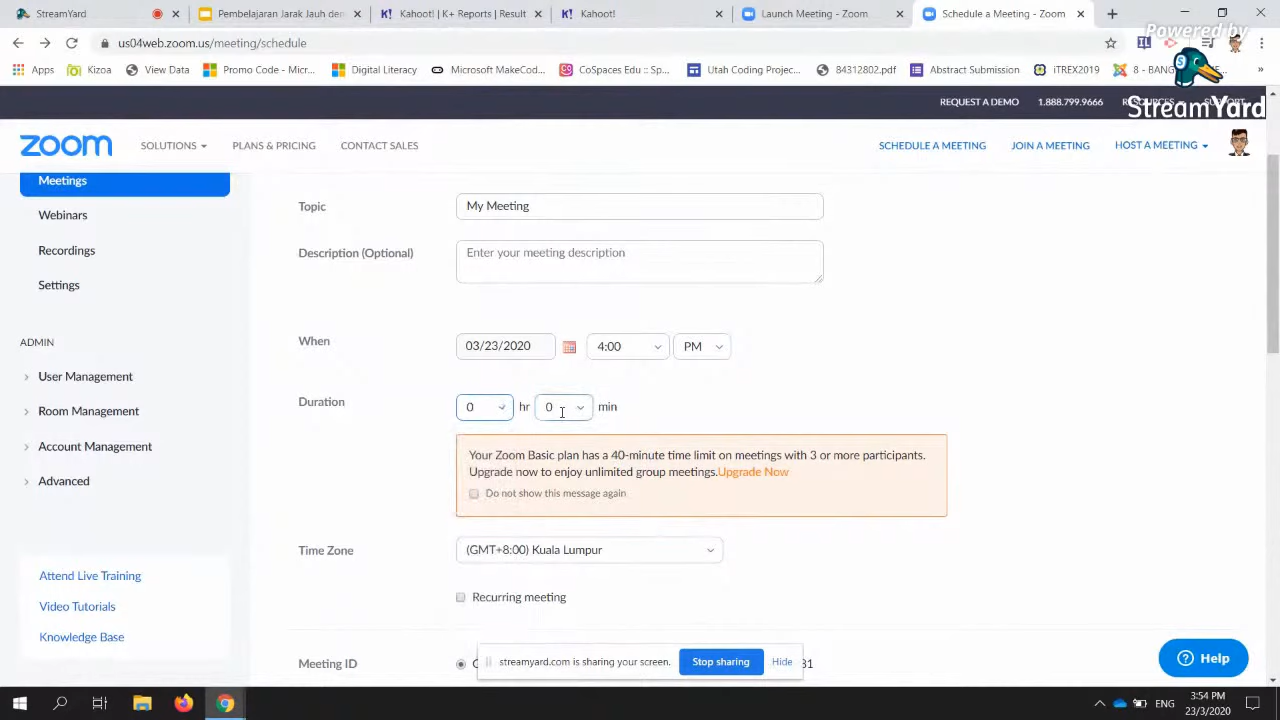 StreamYard
Pembelajaran Jarak Jauh den
Kahoot! | K+ Reports | Result
Kahoot!
Launch Meeting - Zoom
Schedule a Meeting - Zoom
Powered by
us04web.zoom.us/meeting/schedule
Apps
Kizoa
View Data
Promo Code - Micr...
Digital Literacy
Microsoft MakeCod...
CoSpaces Edu :: Sp...
Utah Coding Projec...
84312802.pdf
Abstract Submission
iTREX2019
StreamYard
REQUEST A DEMO
1.888.799.9666
RESOURCES
SUPPORT
zoom
SOLUTIONS
PLANS & PRICING
CONTACT SALES
SCHEDULE A MEETING
JOIN A MEETING
HOST A MEETING
Meetings
Webinars
Recordings
Settings
ADMIN
User Management
Room Management
Account Management
Advanced
Attend Live Training
Video Tutorials
Knowledge Base
Topic
My Meeting
Description (Optional)
Enter your meeting description
When
03/23/2020
4:00
PM
Duration
0 hr 0 min
Your Zoom Basic plan has a 40-minute time limit on meetings with 3 or more participants.
Upgrade now to enjoy unlimited group meetings.Upgrade Now
Do not show this message again
Time Zone
(GMT+8:00) Kuala Lumpur
Recurring meeting
Meeting ID
streamyard.com is sharing your screen.
Stop sharing
Hide
Help
ENG
3:54 PM
23/3/2020